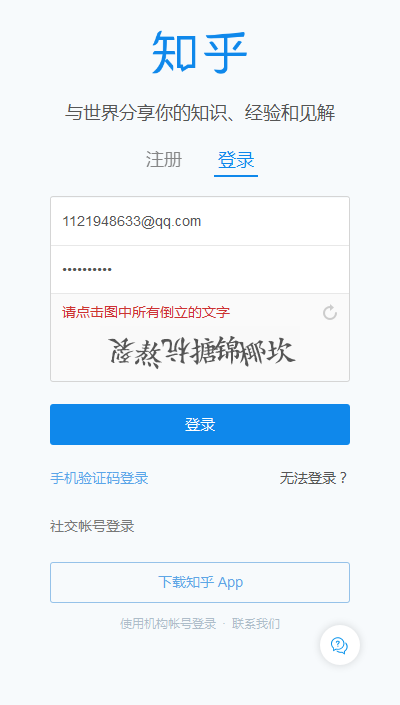 知乎
与世界分享你的知识、经验和见解
注册 登录
1121948633@qq.com
••••••••••
请点击图中所有倒立的文字
登录
手机验证码登录 无法登录？
社交帐号登录
下载知乎 App
使用机构帐号登录 · 联系我们